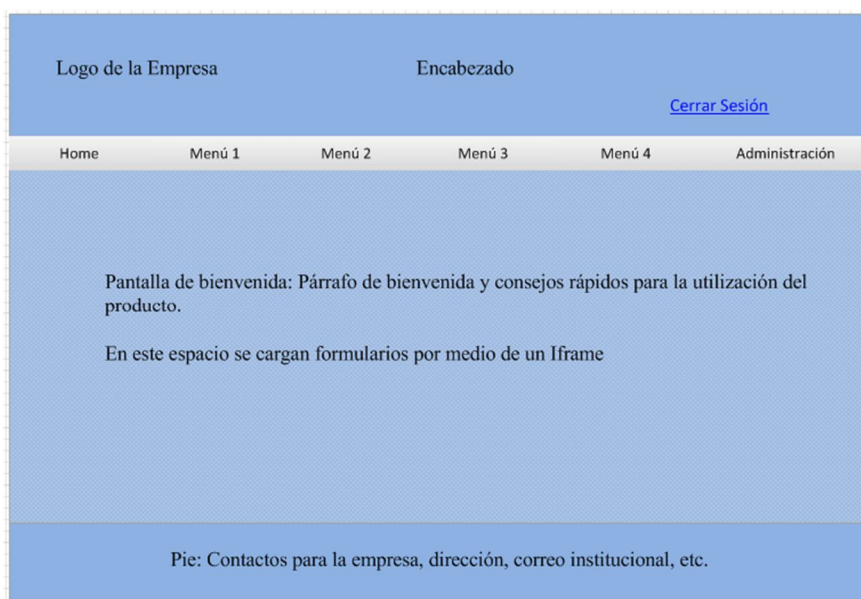 Logo de la Empresa
Encabezado
Cerrar Sesión
Home
Menú 1
Menú 2
Menú 3
Menú 4
Administración
Pantalla de bienvenida: Párrafo de bienvenida y consejos rápidos para la utilización del
producto.
En este espacio se cargan formularios por medio de un Iframe
Pie: Contactos para la empresa, dirección, correo institucional, etc.